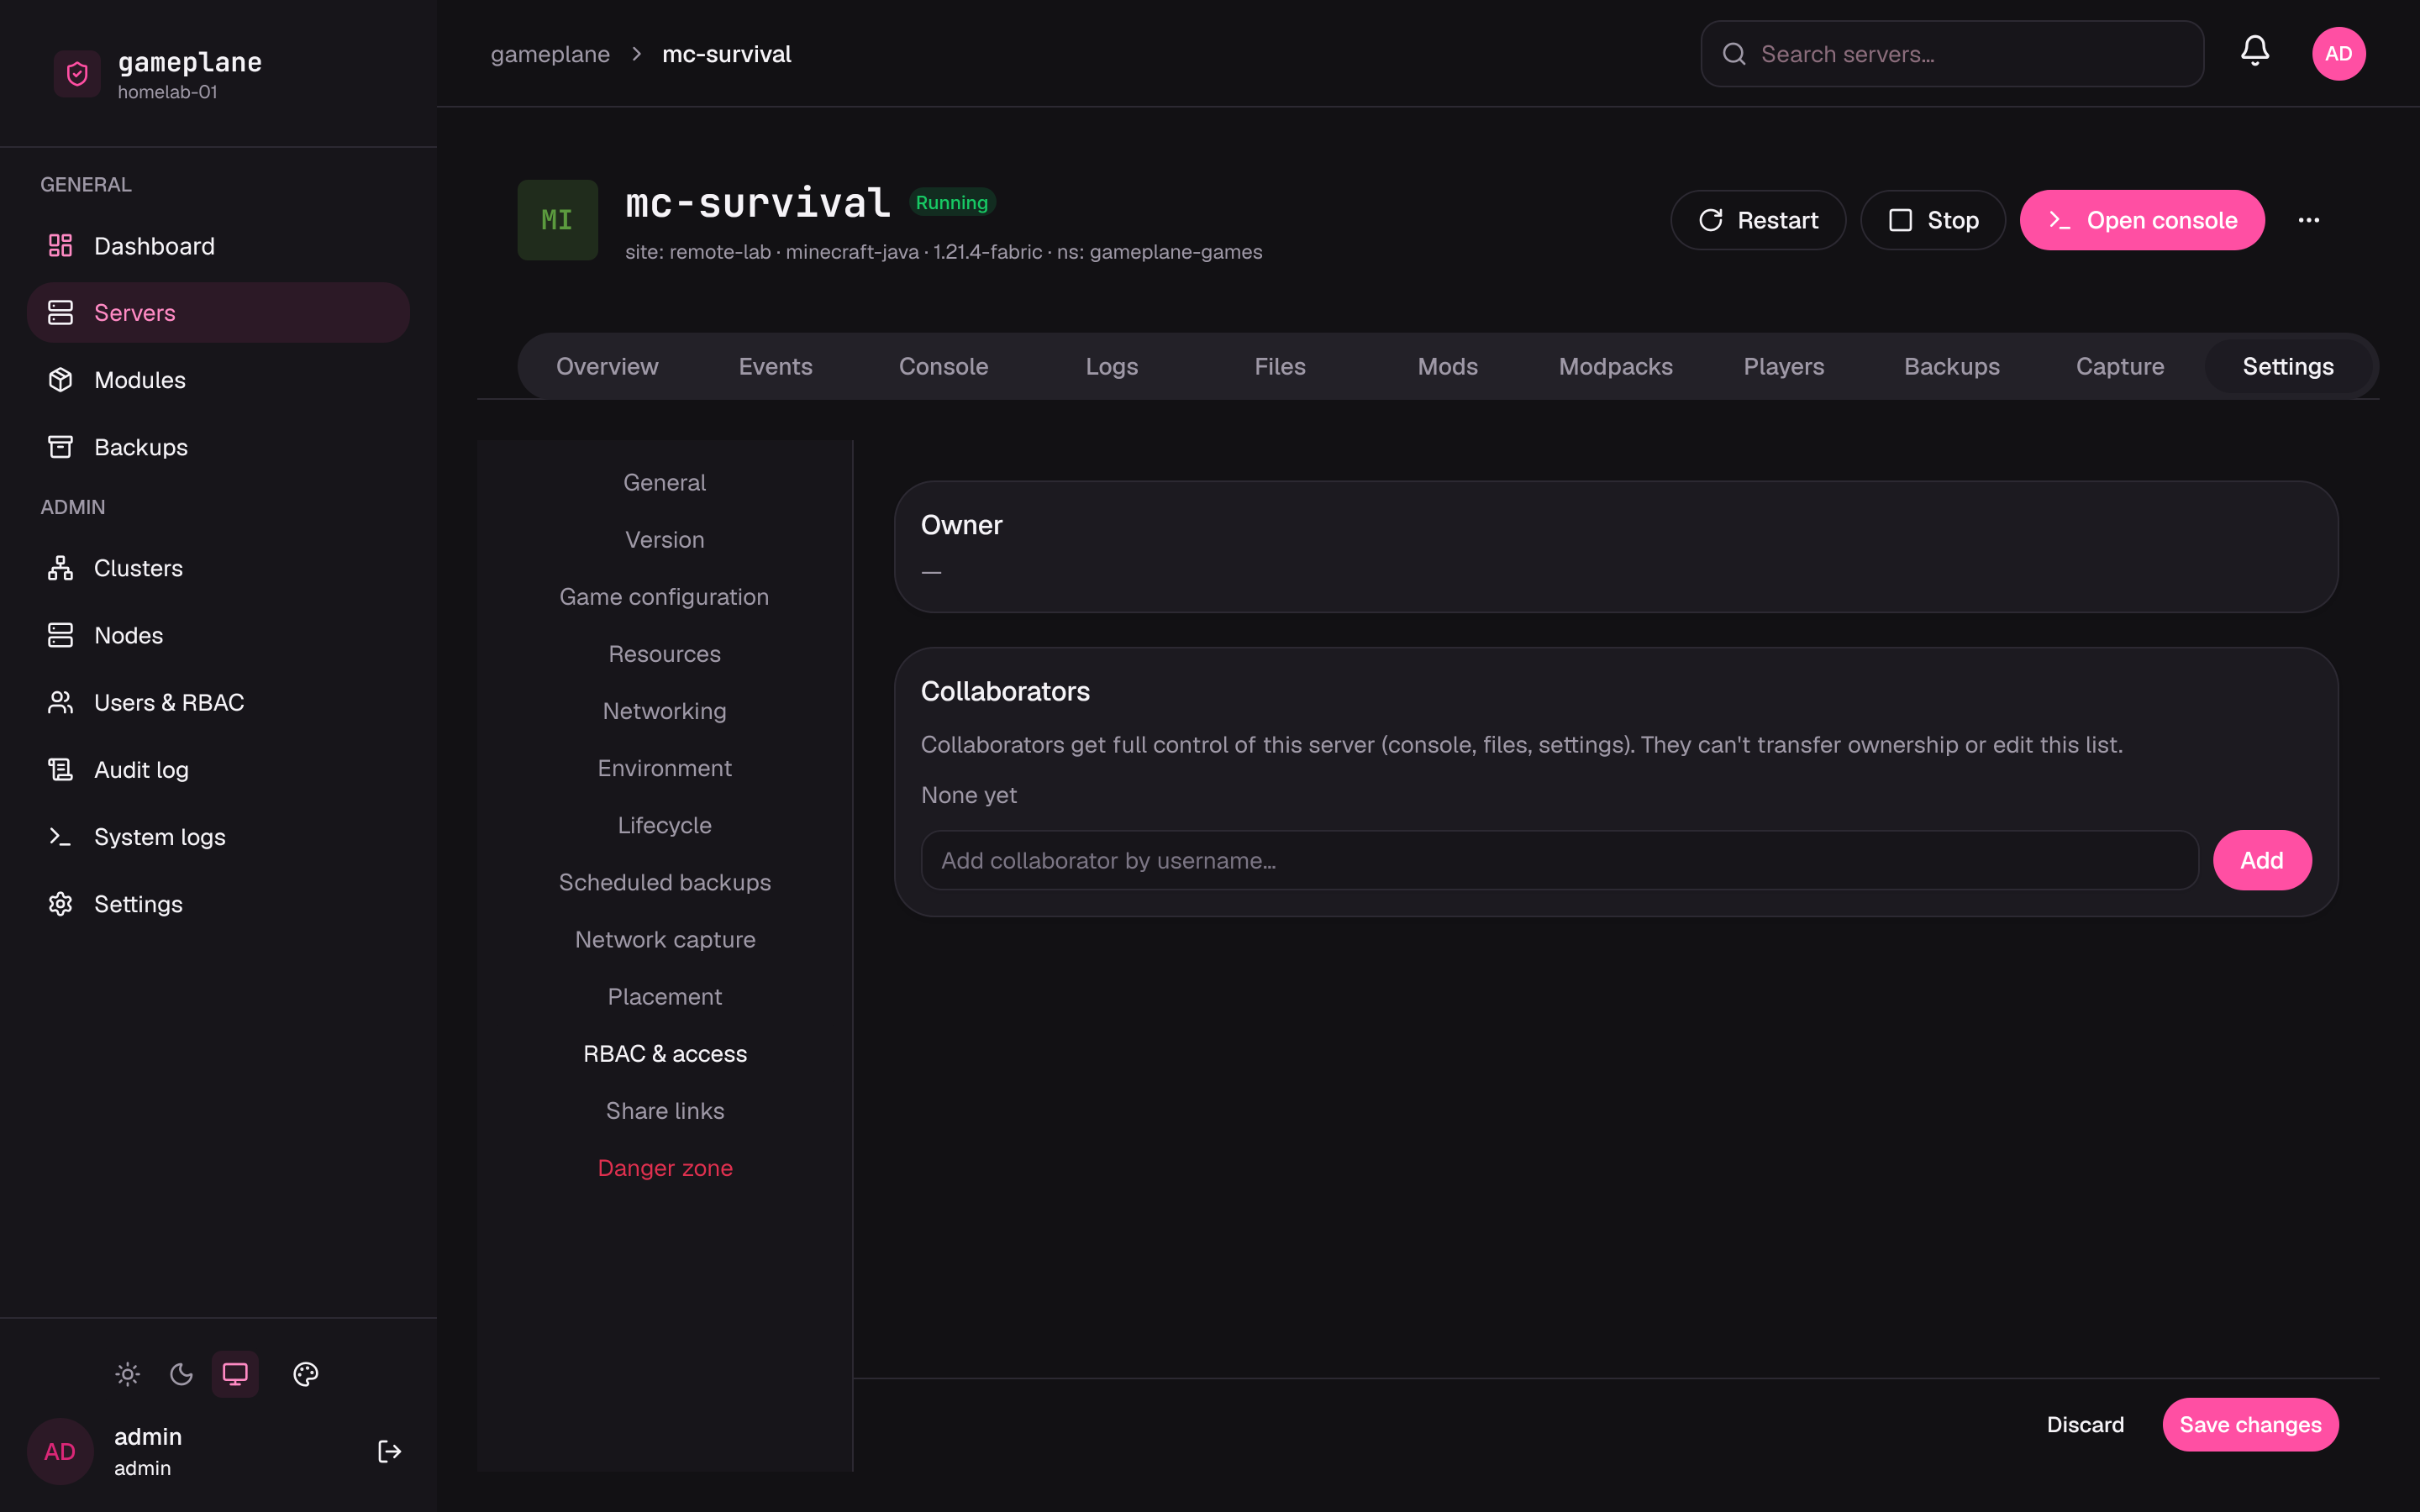 gameplane
homelab-01
GENERAL
Dashboard
Servers
Modules
Backups
ADMIN
Clusters
Nodes
Users & RBAC
Audit log
System logs
Settings
AD
admin
admin
gameplane > mc-survival
Search servers...
AD
MI
mc-survival
Running
site: remote-lab · minecraft-java · 1.21.4-fabric · ns: gameplane-games
Restart
Stop
Open console
Overview
Events
Console
Logs
Files
Mods
Modpacks
Players
Backups
Capture
Settings
General
Version
Game configuration
Resources
Networking
Environment
Lifecycle
Scheduled backups
Network capture
Placement
RBAC & access
Share links
Danger zone
Owner
—
Collaborators
Collaborators get full control of this server (console, files, settings). They can't transfer ownership or edit this list.
None yet
Add collaborator by username...
Add
Discard
Save changes